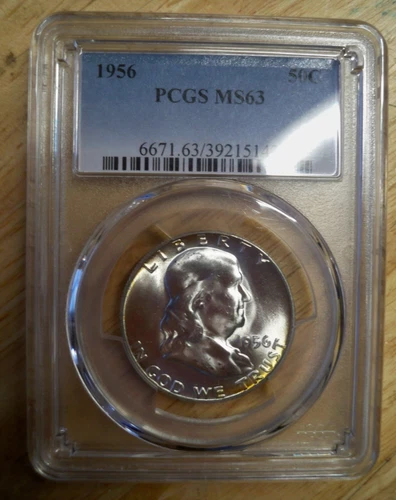 1956 50C
PCGS MS63
6671.63/3921514
LIBERTY
1956
IN GOD WE TRUST